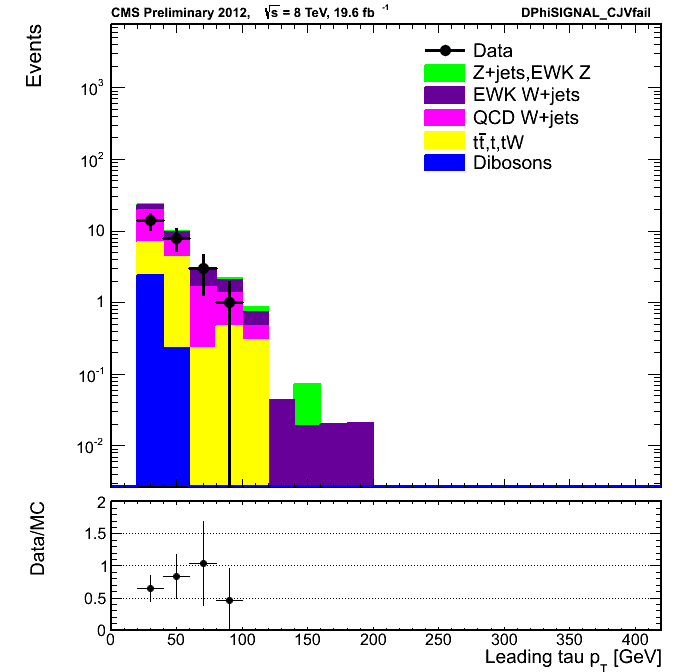 CMS Preliminary 2012, √s = 8 TeV, 19.6 fb⁻¹ DPhiSIGNAL_CJVfail
Events
Data
Z+jets,EWK Z
EWK W+jets
QCD W+jets
tt̅,t,tW
Dibosons
10³
10²
10
1
10⁻¹
10⁻²
Data/MC
2
1.5
1
0.5
0
0 50 100 150 200 250 300 350 400
Leading tau p_T [GeV]